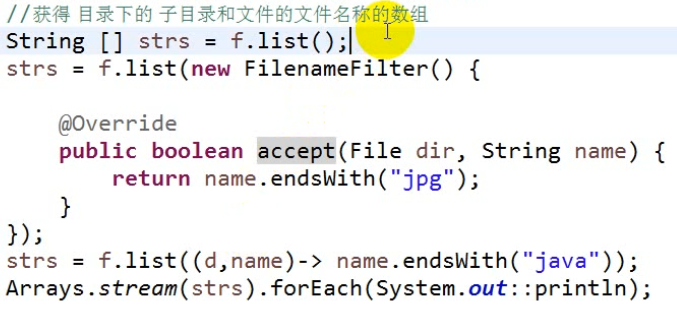 //获得 目录下的 子目录和文件的文件名称的数组
String [] strs = f.list();
strs = f.list(new FilenameFilter() {
@Override
public boolean accept(File dir, String name) {
return name.endsWith("jpg");
}
});
strs = f.list((d,name)-> name.endsWith("java"));
Arrays.stream(strs).forEach(System.out::println);